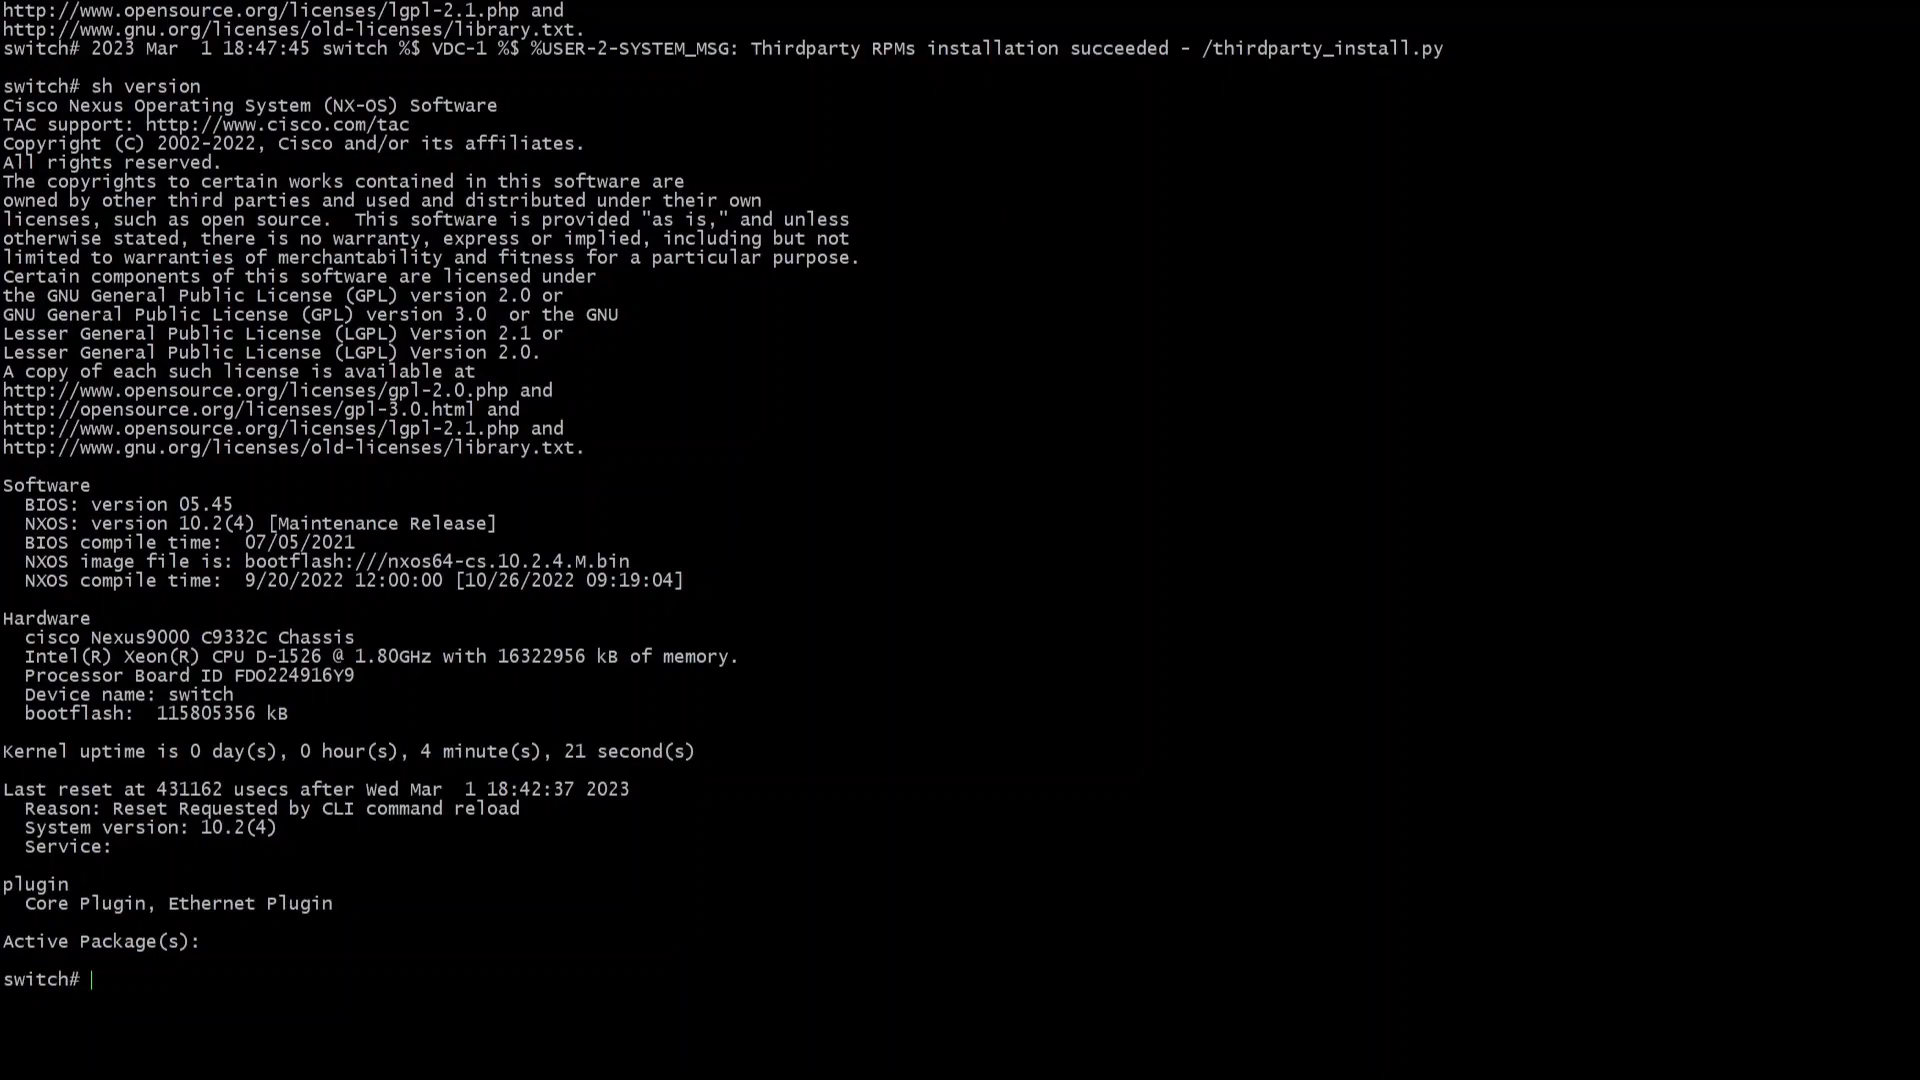 http://www.opensource.org/licenses/lgpl-2.1.php and
http://www.gnu.org/licenses/old-licenses/library.txt.
switch# 2023 Mar  1 18:47:45 switch %$ VDC-1 %$ %USER-2-SYSTEM_MSG: Thirdparty RPMs installation succeeded - /thirdparty_install.py
switch# sh version
Cisco Nexus Operating System (NX-OS) Software
TAC support: http://www.cisco.com/tac
Copyright (C) 2002-2022, Cisco and/or its affiliates.
All rights reserved.
The copyrights to certain works contained in this software are
owned by other third parties and used and distributed under their own
licenses, such as open source.  This software is provided "as is," and unless
otherwise stated, there is no warranty, express or implied, including but not
limited to warranties of merchantability and fitness for a particular purpose.
Certain components of this software are licensed under
the GNU General Public License (GPL) version 2.0 or
GNU General Public License (GPL) version 3.0  or the GNU
Lesser General Public License (LGPL) Version 2.1 or
Lesser General Public License (LGPL) Version 2.0.
A copy of each such license is available at
http://www.opensource.org/licenses/gpl-2.0.php and
http://opensource.org/licenses/gpl-3.0.html and
http://www.opensource.org/licenses/lgpl-2.1.php and
http://www.gnu.org/licenses/old-licenses/library.txt.
Software
  BIOS: version 05.45
  NXOS: version 10.2(4) [Maintenance Release]
  BIOS compile time:  07/05/2021
  NXOS image file is: bootflash:///nxos64-cs.10.2.4.M.bin
  NXOS compile time:  9/20/2022 12:00:00 [10/26/2022 09:19:04]
Hardware
  cisco Nexus9000 C9332C Chassis
  Intel(R) Xeon(R) CPU D-1526 @ 1.80GHz with 16322956 kB of memory.
  Processor Board ID FDO224916Y9
  Device name: switch
  bootflash:  115805356 kB
Kernel uptime is 0 day(s), 0 hour(s), 4 minute(s), 21 second(s)
Last reset at 431162 usecs after Wed Mar  1 18:42:37 2023
  Reason: Reset Requested by CLI command reload
  System version: 10.2(4)
  Service:
plugin
  Core Plugin, Ethernet Plugin
Active Package(s):
switch#